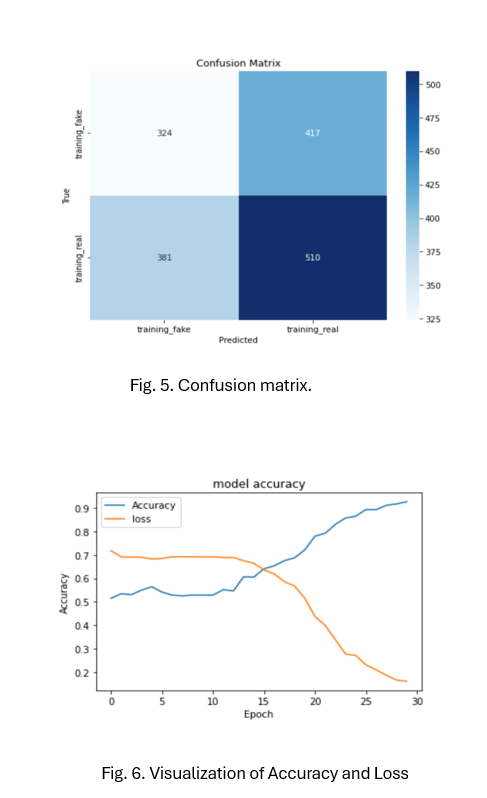 Confusion Matrix
training_fake
324
417
True
training_real
381
510
training_fake
training_real
Predicted
500
475
450
425
400
375
350
325
Fig. 5. Confusion matrix.
model accuracy
Accuracy
loss
0.9
0.8
0.7
0.6
0.5
0.4
0.3
0.2
Accuracy
0 5 10 15 20 25 30
Epoch
Fig. 6. Visualization of Accuracy and Loss